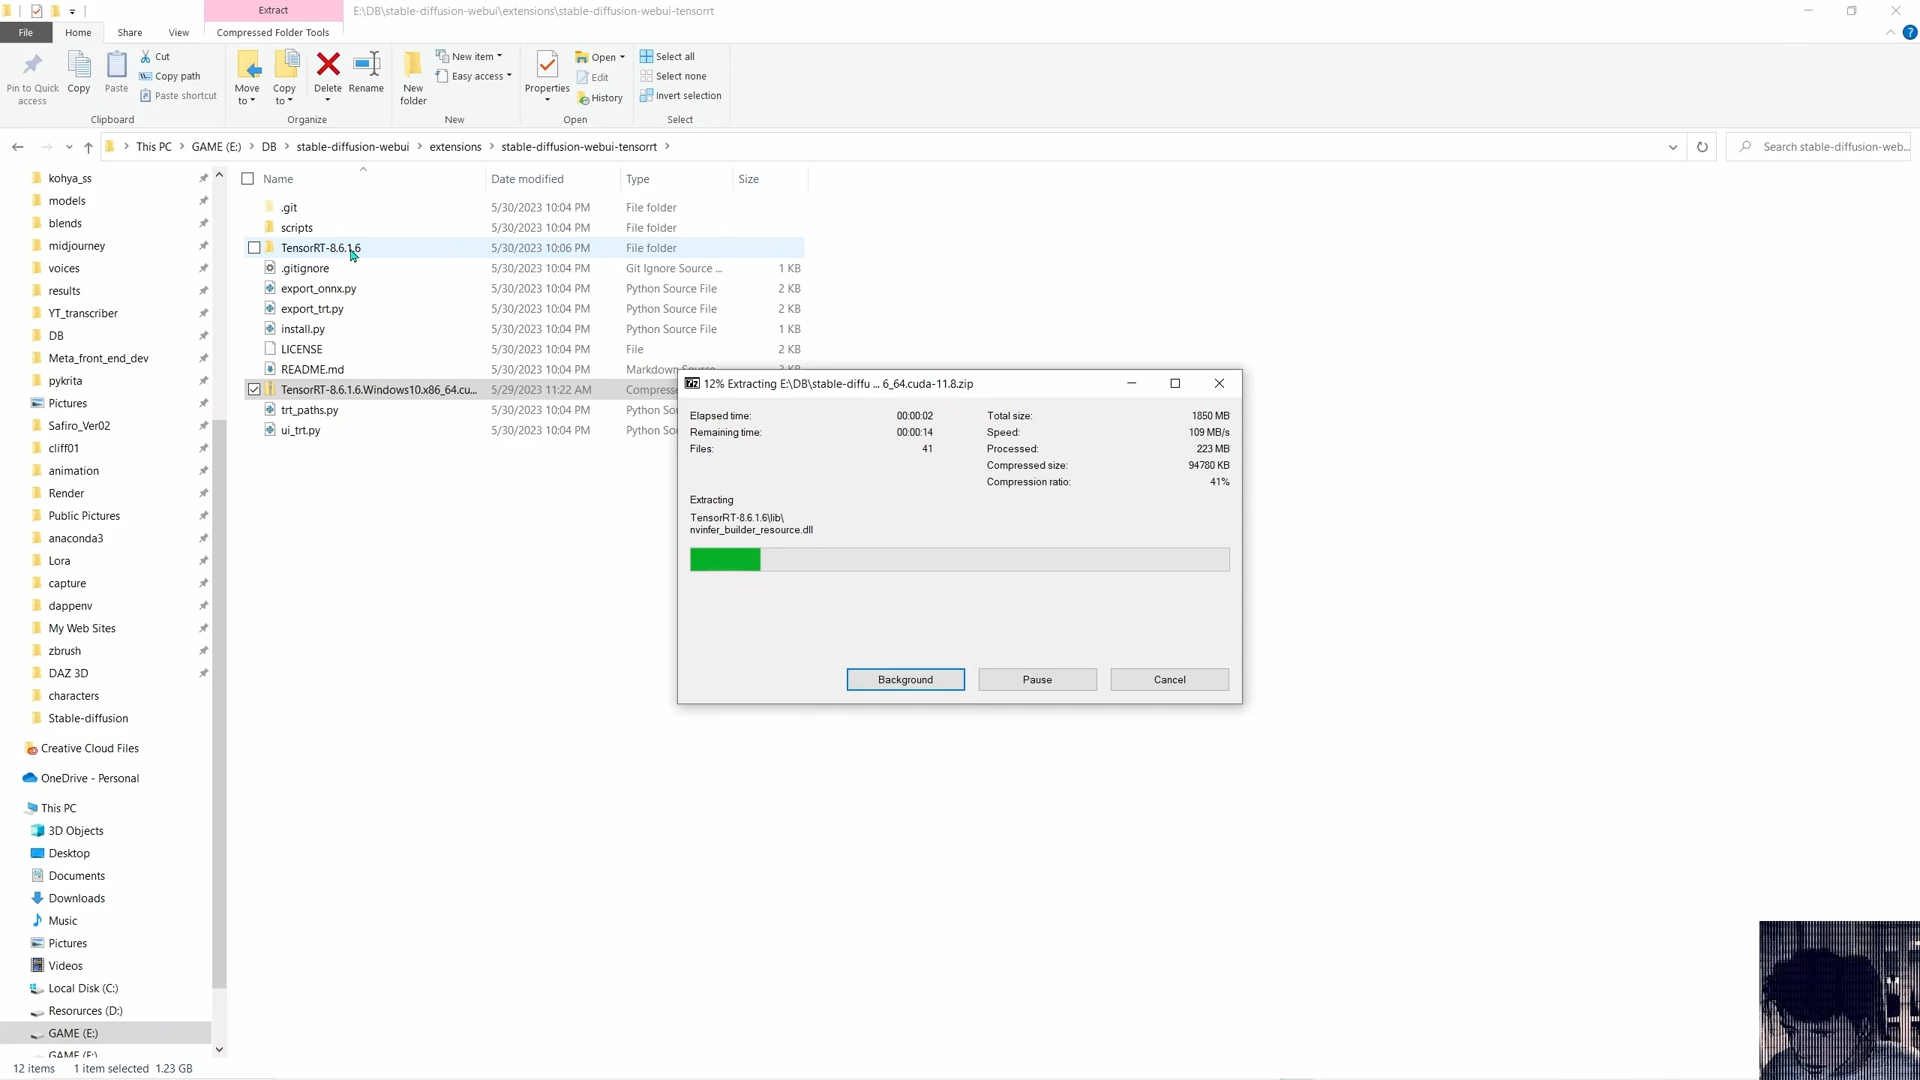 Extract
E:\DB\stable-diffusion-webui\extensions\stable-diffusion-webui-tensorrt
File
Home
Share
View
Compressed Folder Tools
Pin to Quick access
Copy
Paste
Cut
Copy path
Paste shortcut
Clipboard
Move to
Copy to
Delete
Rename
Organize
New folder
New item
Easy access
New
Properties
Open
Edit
History
Open
Select all
Select none
Invert selection
Select
This PC > GAME (E:) > DB > stable-diffusion-webui > extensions > stable-diffusion-webui-tensorrt >
Search stable-diffusion-web...
kohya_ss
models
blends
midjourney
voices
results
YT_transcriber
DB
Meta_front_end_dev
pykrita
Pictures
Safiro_Ver02
cliff01
animation
Render
Public Pictures
anaconda3
Lora
capture
dappenv
My Web Sites
zbrush
DAZ 3D
characters
Stable-diffusion
Creative Cloud Files
OneDrive - Personal
This PC
3D Objects
Desktop
Documents
Downloads
Music
Pictures
Videos
Local Disk (C:)
Resorurces (D:)
GAME (E:)
GAME (E:)
Name Date modified Type Size
.git 5/30/2023 10:04 PM File folder
scripts 5/30/2023 10:04 PM File folder
TensorRT-8.6.1.6 5/30/2023 10:06 PM File folder
.gitignore 5/30/2023 10:04 PM Git Ignore Source ... 1 KB
export_onnx.py 5/30/2023 10:04 PM Python Source File 2 KB
export_trt.py 5/30/2023 10:04 PM Python Source File 2 KB
install.py 5/30/2023 10:04 PM Python Source File 1 KB
LICENSE 5/30/2023 10:04 PM File 2 KB
README.md 5/30/2023 10:04 PM Markdown Source 3 KB
TensorRT-8.6.1.6.Windows10.x86_64.cu... 5/29/2023 11:22 AM Compress
trt_paths.py 5/30/2023 10:04 PM Python So
ui_trt.py 5/30/2023 10:04 PM Python So
12% Extracting E:\DB\stable-diffu ... 6_64.cuda-11.8.zip
Elapsed time: 00:00:02 Total size: 1850 MB
Remaining time: 00:00:14 Speed: 109 MB/s
Files: 41 Processed: 223 MB
Compressed size: 94780 KB
Compression ratio: 41%
Extracting
TensorRT-8.6.1.6\lib\
nvinfer_builder_resource.dll
Background
Pause
Cancel
12 items 1 item selected 1.23 GB